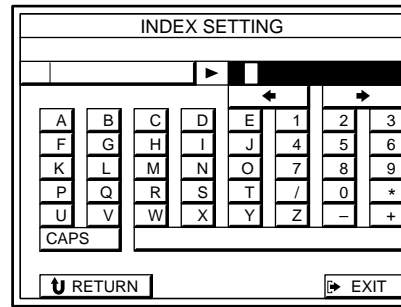 INDEX SETTING
A B C D E 1 2 3
F G H I J 4 5 6
K L M N O 7 8 9
P Q R S T / 0 *
U V W X Y Z – +
CAPS
RETURN EXIT